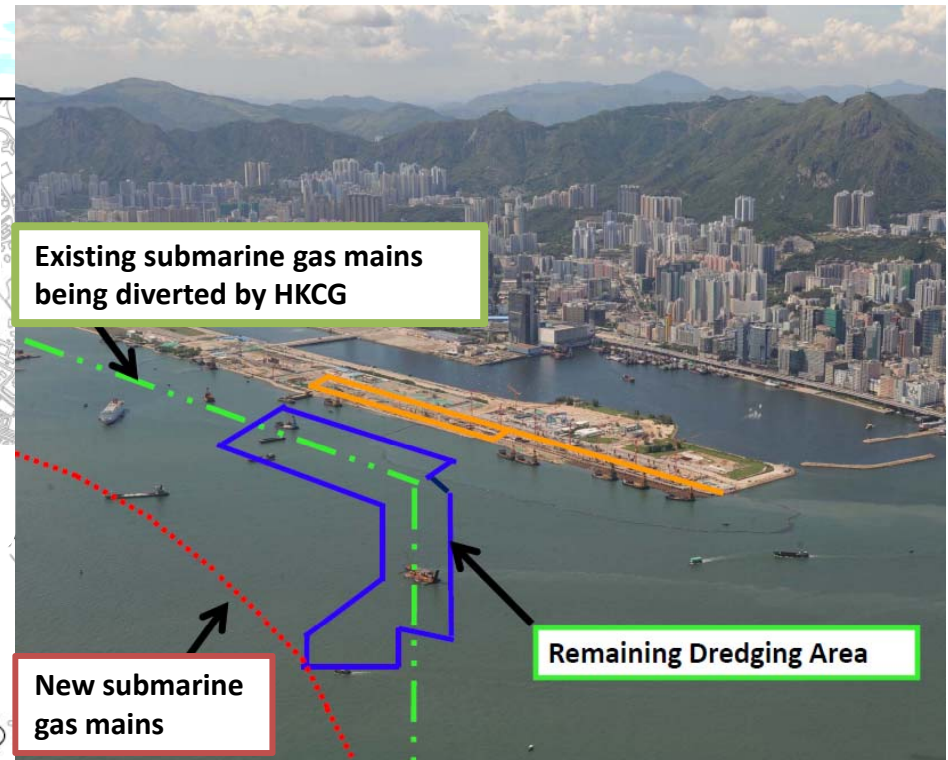 Existing submarine gas mains
being diverted by HKCG
Remaining Dredging Area
New submarine
gas mains